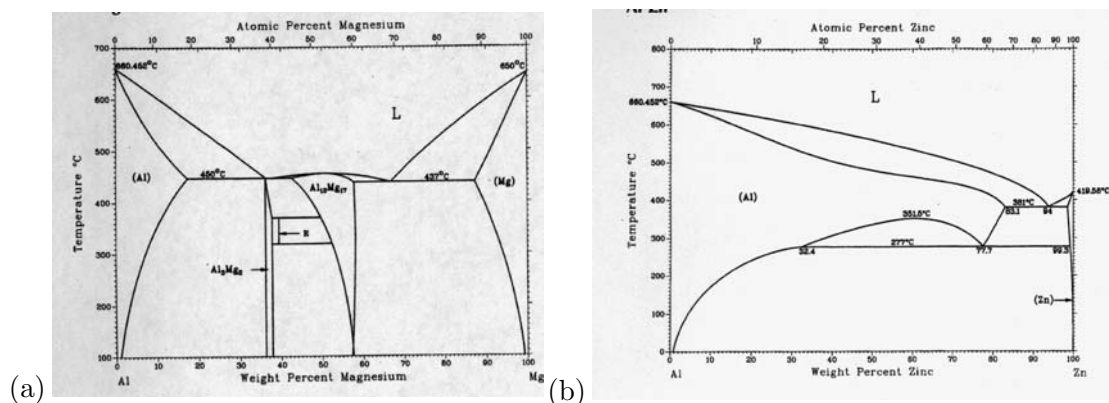 Atomic Percent Magnesium
0 10 20 30 40 50 60 70 80 90 100
700
600
500
400
300
200
100
Temperature °C
660.452°C
650°C
L
(Al)
450°C
Al₁₂Mg₁₇
437°C
(Mg)
R
Al₃Mg₂
0 10 20 30 40 50 60 70 80 90 100
Al
Weight Percent Magnesium
Mg
(a)
Atomic Percent Zinc
0 10 20 30 40 50 60 70 80 90 100
800
700
600
500
400
300
200
100
0
Temperature °C
660.452°C
L
(Al)
419.58°C
381°C
83.1
94
351.5°C
277°C
32.4
77.7
99.3
(Zn)
0 10 20 30 40 50 60 70 80 90 100
Al
Weight Percent Zinc
Zn
(b)